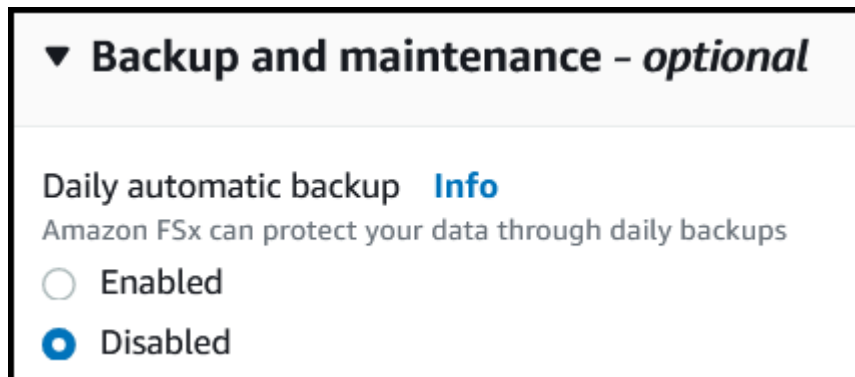 Backup and maintenance - optional
Daily automatic backup Info
Amazon FSx can protect your data through daily backups
Enabled
Disabled